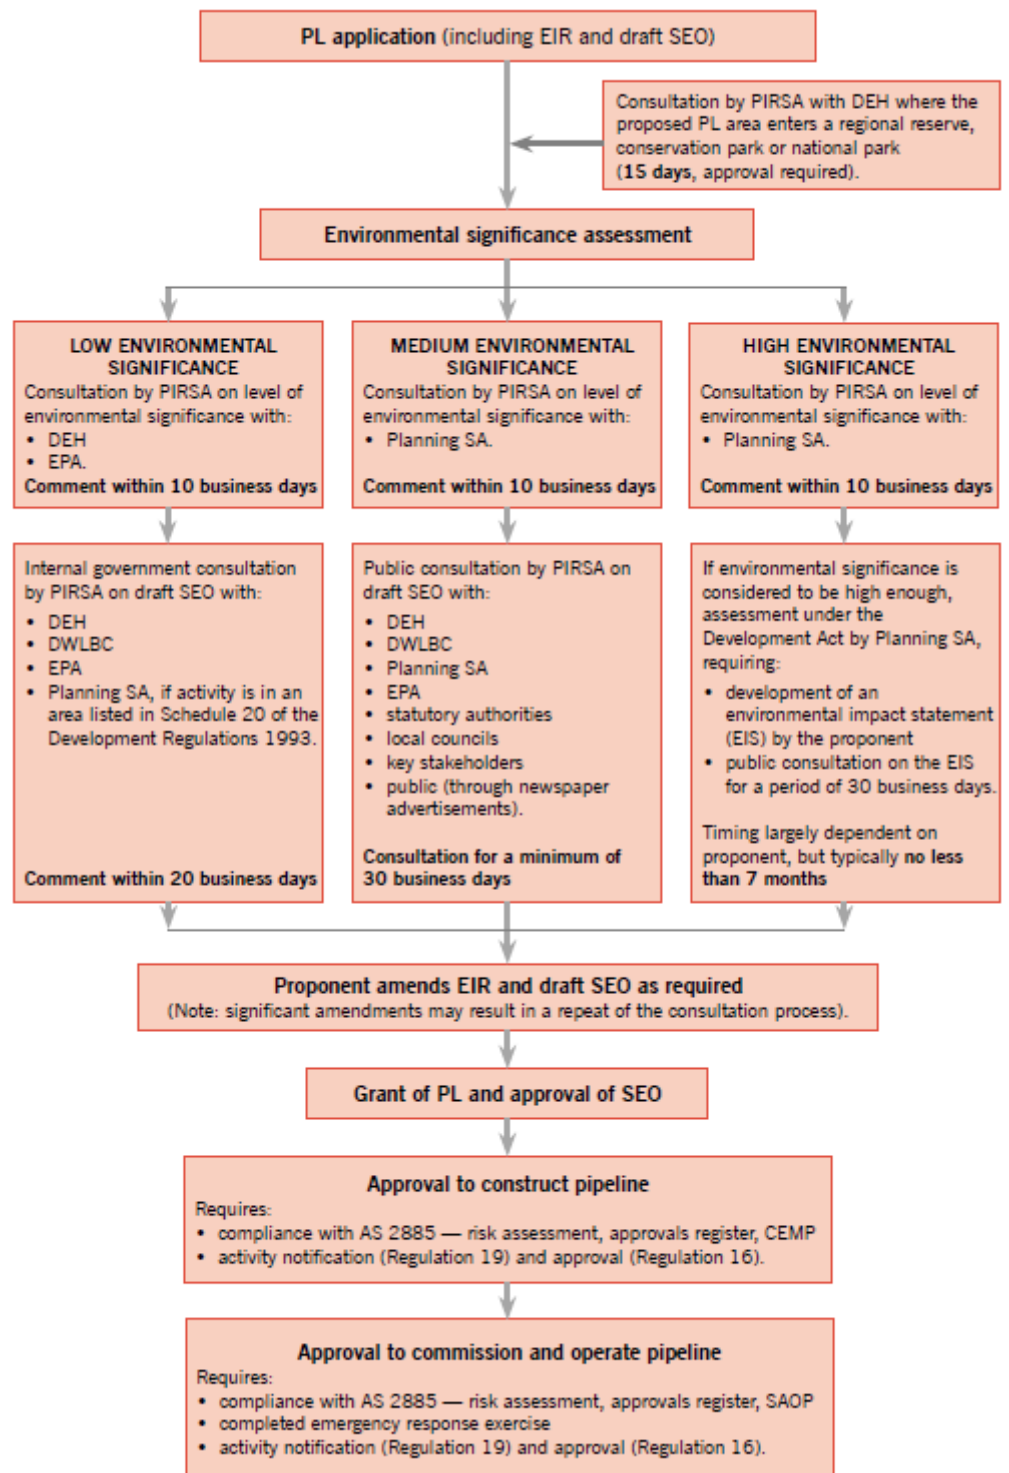 PL application (including EIR and draft SEO)
Consultation by PIRSA with DEH where the
proposed PL area enters a regional reserve,
conservation park or national park
(15 days, approval required).
Environmental significance assessment
LOW ENVIRONMENTAL
SIGNIFICANCE
Consultation by PIRSA on level of
environmental significance with:
• DEH
• EPA.
Comment within 10 business days
MEDIUM ENVIRONMENTAL
SIGNIFICANCE
Consultation by PIRSA on level of
environmental significance with:
• Planning SA.
Comment within 10 business days
HIGH ENVIRONMENTAL
SIGNIFICANCE
Consultation by PIRSA on level of
environmental significance with:
• Planning SA.
Comment within 10 business days
Internal government consultation
by PIRSA on draft SEO with:
• DEH
• DWLBC
• EPA
• Planning SA, if activity is in an
area listed in Schedule 20 of the
Development Regulations 1993.
Comment within 20 business days
Public consultation by PIRSA on
draft SEO with:
• DEH
• DWLBC
• Planning SA
• EPA
• statutory authorities
• local councils
• key stakeholders
• public (through newspaper
advertisements).
Consultation for a minimum of
30 business days
If environmental significance is
considered to be high enough,
assessment under the
Development Act by Planning SA,
requiring:
• development of an
environmental impact statement
(EIS) by the proponent
• public consultation on the EIS
for a period of 30 business days.
Timing largely dependent on
proponent, but typically no less
than 7 months
Proponent amends EIR and draft SEO as required
(Note: significant amendments may result in a repeat of the consultation process).
Grant of PL and approval of SEO
Approval to construct pipeline
Requires:
• compliance with AS 2885 — risk assessment, approvals register, CEMP
• activity notification (Regulation 19) and approval (Regulation 16).
Approval to commission and operate pipeline
Requires:
• compliance with AS 2885 — risk assessment, approvals register, SAOP
• completed emergency response exercise
• activity notification (Regulation 19) and approval (Regulation 16).